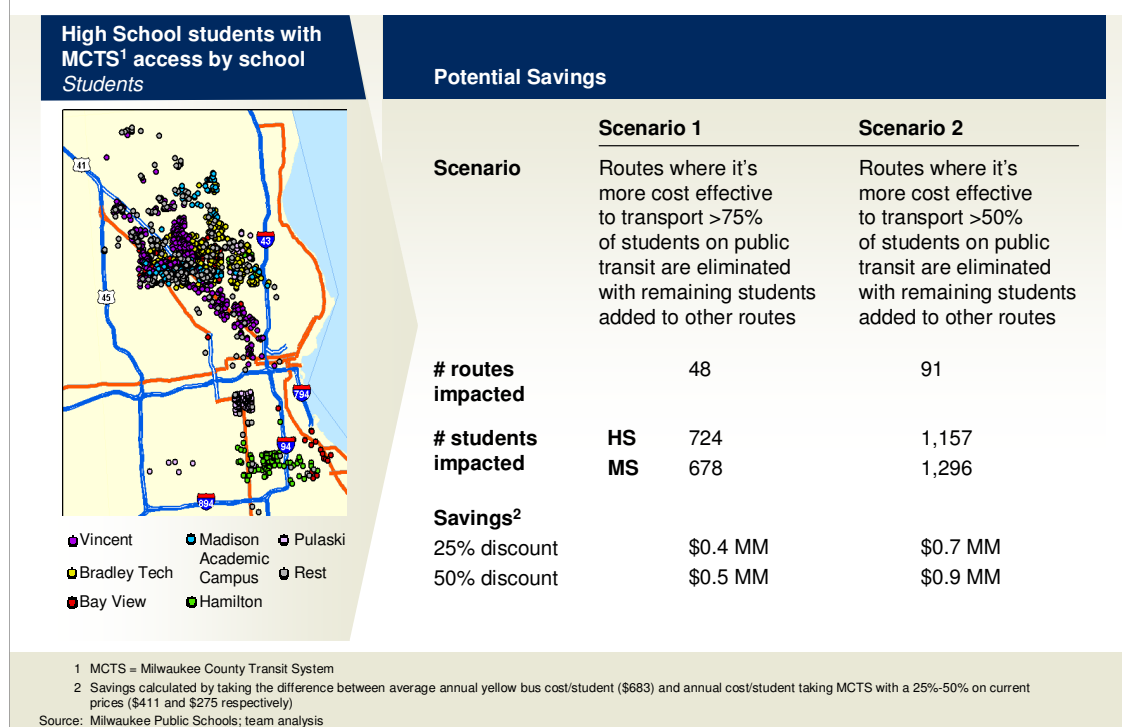 High School students with
MCTS1 access by school
Students
41
43
45
794
94
894
Vincent
Bradley Tech
Bay View
Madison
Academic
Campus
Hamilton
Pulaski
Rest
Potential Savings
Scenario 1 Scenario 2
Scenario
Routes where it’s
more cost effective
to transport >75%
of students on public
transit are eliminated
with remaining students
added to other routes
Routes where it’s
more cost effective
to transport >50%
of students on public
transit are eliminated
with remaining students
added to other routes
# routes
impacted
48 91
# students
impacted
HS 724 1,157
MS 678 1,296
Savings2
25% discount $0.4 MM $0.7 MM
50% discount $0.5 MM $0.9 MM
1 MCTS = Milwaukee County Transit System
2 Savings calculated by taking the difference between average annual yellow bus cost/student ($683) and annual cost/student taking MCTS with a 25%-50% on current
prices ($411 and $275 respectively)
Source: Milwaukee Public Schools; team analysis